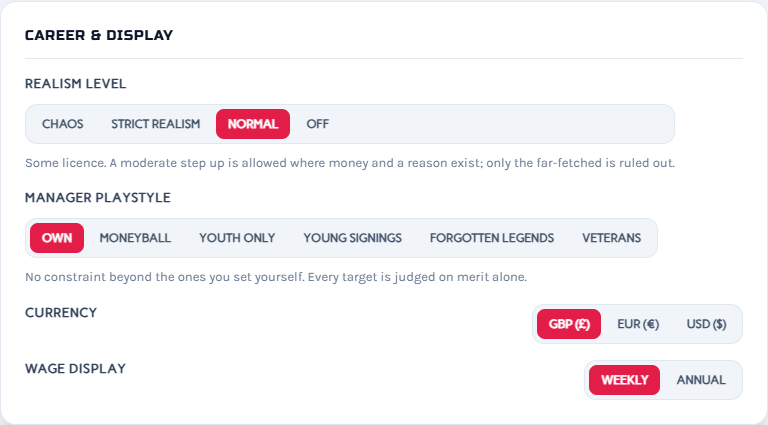 CAREER & DISPLAY
REALISM LEVEL
CHAOS STRICT REALISM NORMAL OFF
Some licence. A moderate step up is allowed where money and a reason exist; only the far-fetched is ruled out.
MANAGER PLAYSTYLE
OWN MONEYBALL YOUTH ONLY YOUNG SIGNINGS FORGOTTEN LEGENDS VETERANS
No constraint beyond the ones you set yourself. Every target is judged on merit alone.
CURRENCY GBP (£) EUR (€) USD ($)
WAGE DISPLAY WEEKLY ANNUAL